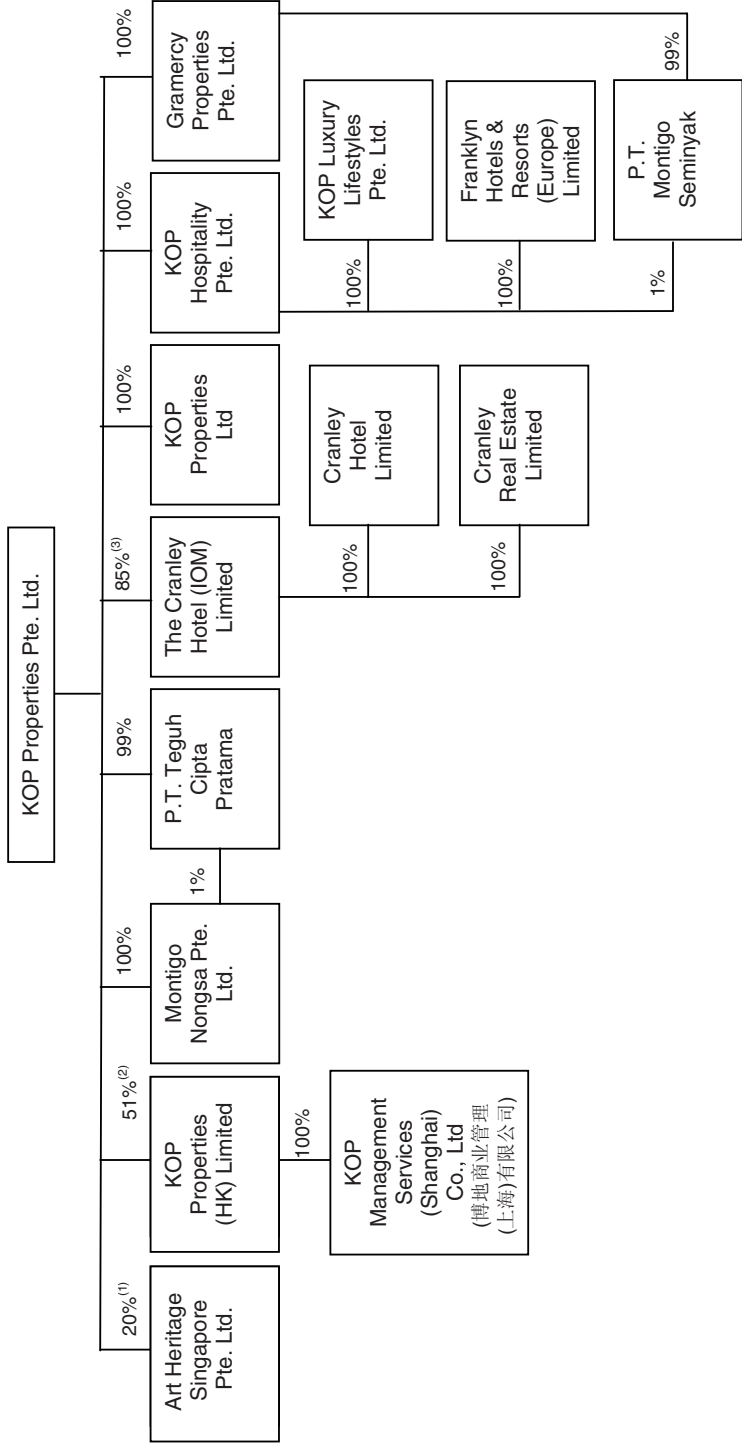 KOP Properties Pte. Ltd.
20%(1)
51%(2)
100%
99%
85%(3)
100%
100%
100%
Art Heritage
Singapore
Pte. Ltd.
KOP
Properties
(HK) Limited
Montigo
Nongsa Pte.
Ltd.
1%
P.T. Teguh
Cipta
Pratama
The Cranley
Hotel (IOM)
Limited
KOP
Properties
Ltd
KOP
Hospitality
Pte. Ltd.
Gramercy
Properties
Pte. Ltd.
100%
KOP
Management
Services
(Shanghai)
Co., Ltd
(博地商业管理
(上海)有限公司)
100%
Cranley
Hotel
Limited
100%
Cranley
Real Estate
Limited
100%
KOP Luxury
Lifestyles
Pte. Ltd.
100%
Franklyn
Hotels &
Resorts
(Europe)
Limited
1%
P.T.
Montigo
Seminyak
99%